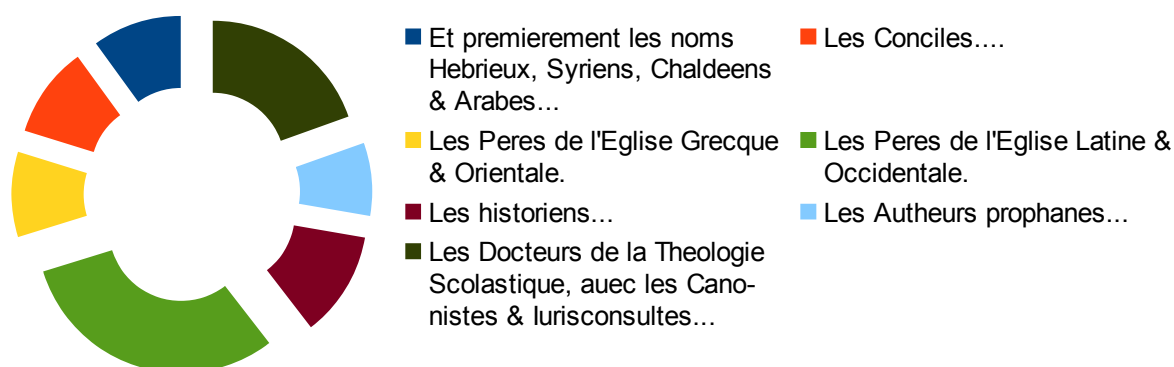 Et premierement les noms
Hebrieux, Syriens, Chaldeens
& Arabes...
Les Conciles....
Les Peres de l'Eglise Grecque
& Orientale.
Les Peres de l'Eglise Latine &
Occidentale.
Les historiens...
Les Autheurs prophanes...
Les Docteurs de la Theologie
Scolastique, auec les Cano-
nistes & Iurisconsultes...